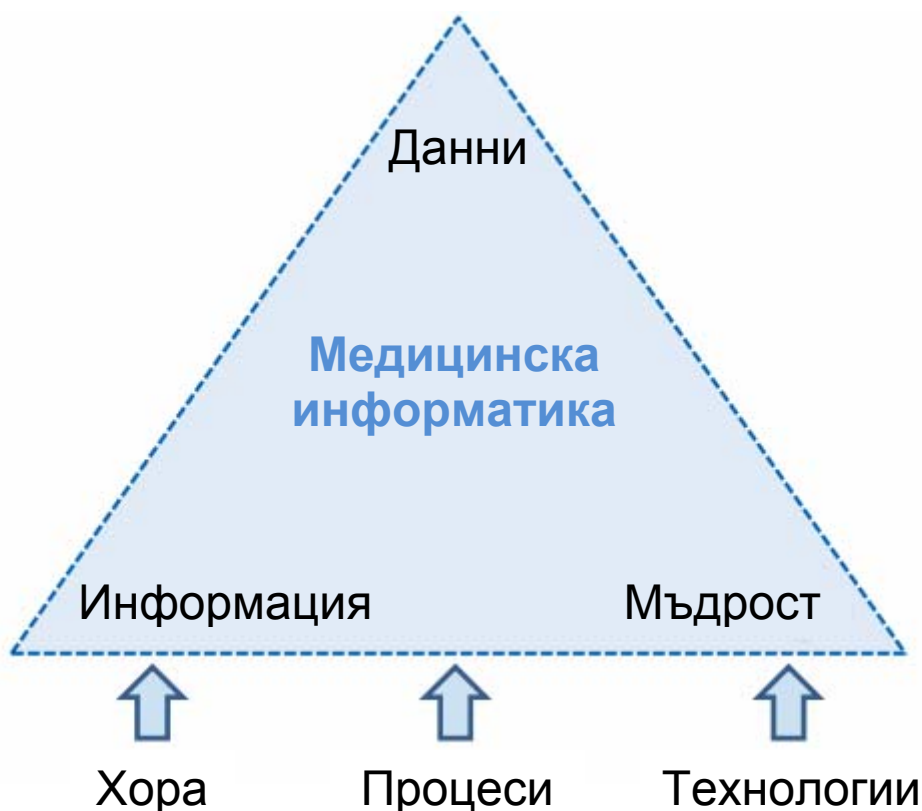 Данни
Медицинска
информатика
Информация Мъдрост
Хора Процеси Технологии